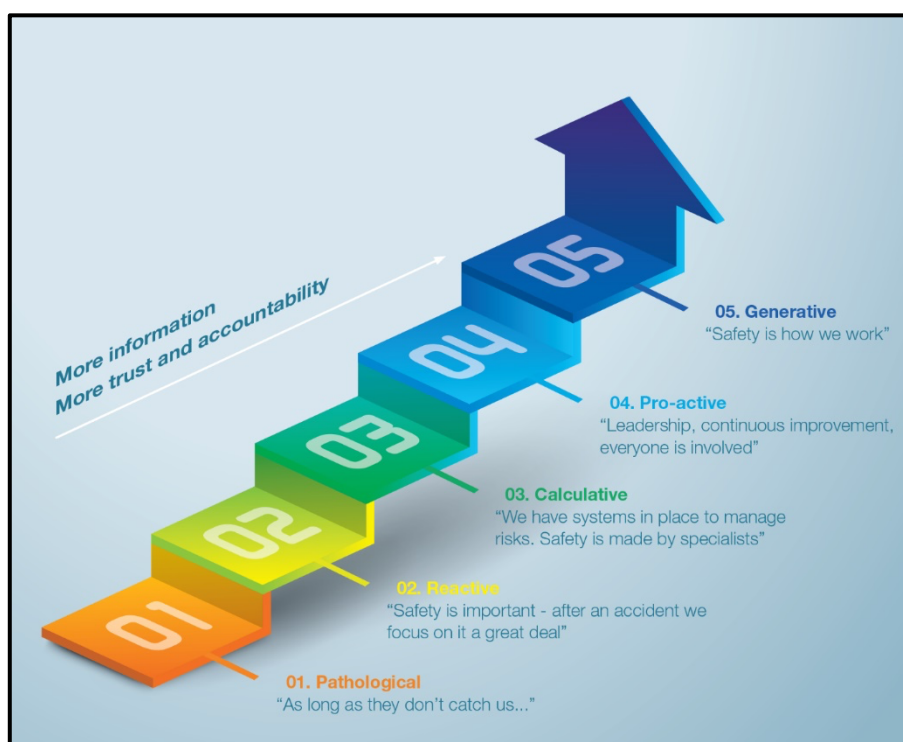 More information
More trust and accountability
05
04
03
02
01
05. Generative
“Safety is how we work”
04. Pro-active
“Leadership, continuous improvement,
everyone is involved”
03. Calculative
“We have systems in place to manage
risks. Safety is made by specialists”
02. Reactive
“Safety is important - after an accident we
focus on it a great deal”
01. Pathological
“As long as they don’t catch us...”